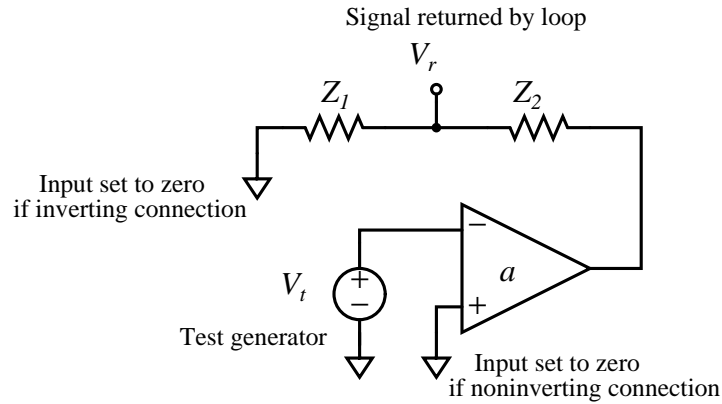 Signal returned by loop
V_r
Z_1
Z_2
Input set to zero
if inverting connection
−
a
+
V_t
+
−
Test generator
Input set to zero
if noninverting connection